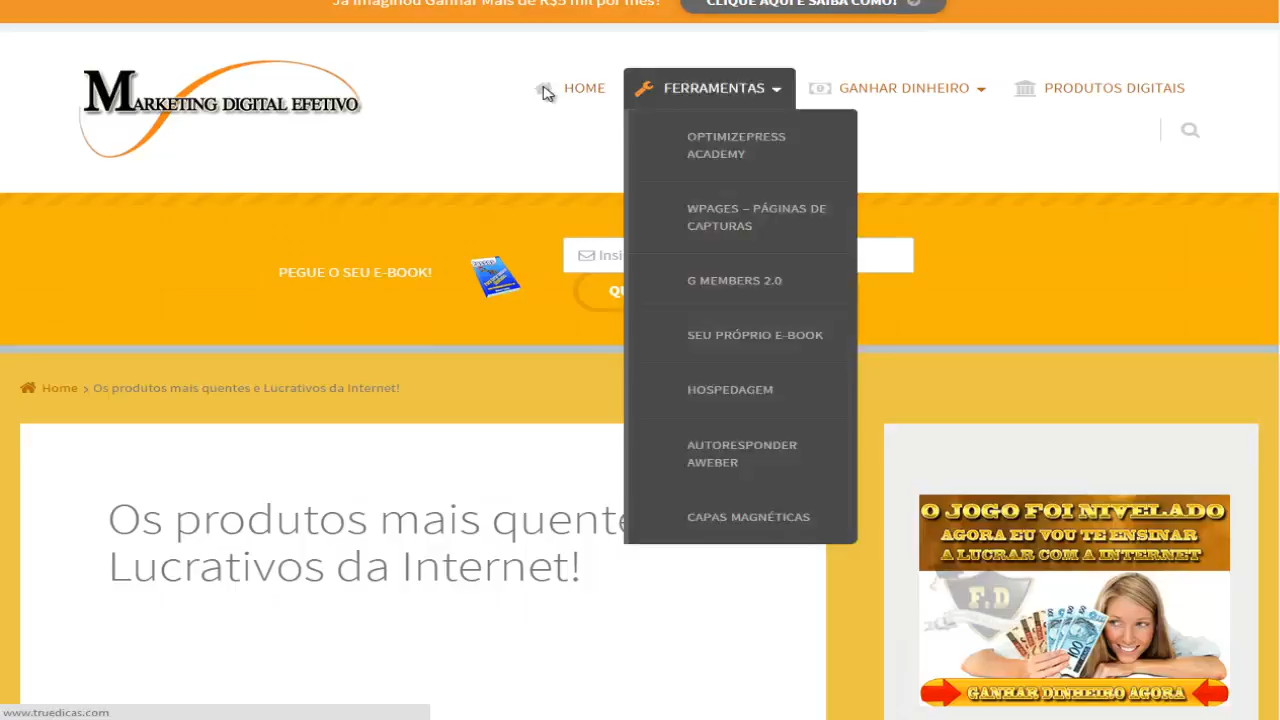 Já Imaginou Ganhar Mais de R$5 mil por mês?
CLIQUE AQUI E SAIBA COMO!
MARKETING DIGITAL EFETIVO
HOME
FERRAMENTAS
GANHAR DINHEIRO
PRODUTOS DIGITAIS
OPTIMIZEPRESS
ACADEMY
WPAGES – PÁGINAS DE
CAPTURAS
G MEMBERS 2.0
SEU PRÓPRIO E-BOOK
HOSPEDAGEM
AUTORESPONDER
AWEBER
CAPAS MAGNÉTICAS
PEGUE O SEU E-BOOK!
Insi
QU
Home > Os produtos mais quentes e Lucrativos da Internet!
Os produtos mais quente
Lucrativos da Internet!
O JOGO FOI NIVELADO
AGORA EU VOU TE ENSINAR
A LUCRAR COM A INTERNET
F.D
100
GANHAR DINHEIRO AGORA
www.truedicas.com